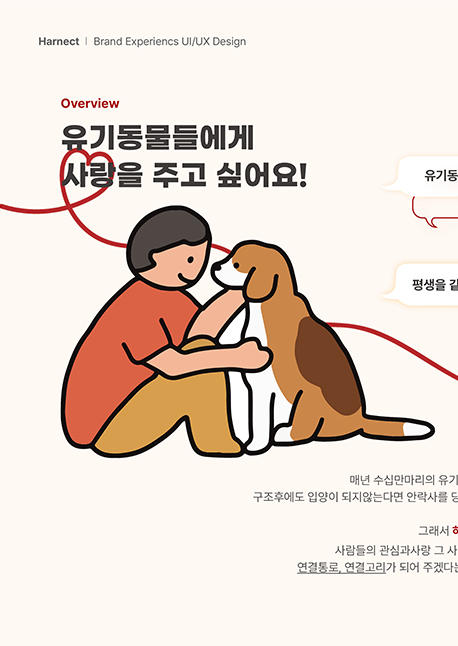 Harnect | Brand Experiencs UI/UX Design
Overview
유기동물들에게
사랑을 주고 싶어요!
유기동
평생을 같
매년 수십만마리의 유기
구조후에도 입양이 되지않는다면 안락사를 당
그래서
사람들의 관심과사랑 그 사
연결통로, 연결고리가 되어 주겠다는